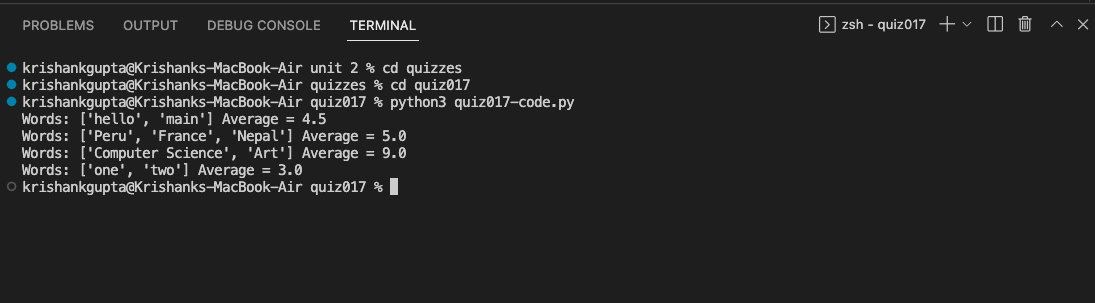 PROBLEMS OUTPUT DEBUG CONSOLE TERMINAL zsh - quiz017
krishankgupta@Krishanks-MacBook-Air unit 2 % cd quizzes
krishankgupta@Krishanks-MacBook-Air quizzes % cd quiz017
krishankgupta@Krishanks-MacBook-Air quiz017 % python3 quiz017-code.py
Words: ['hello', 'main'] Average = 4.5
Words: ['Peru', 'France', 'Nepal'] Average = 5.0
Words: ['Computer Science', 'Art'] Average = 9.0
Words: ['one', 'two'] Average = 3.0
krishankgupta@Krishanks-MacBook-Air quiz017 %